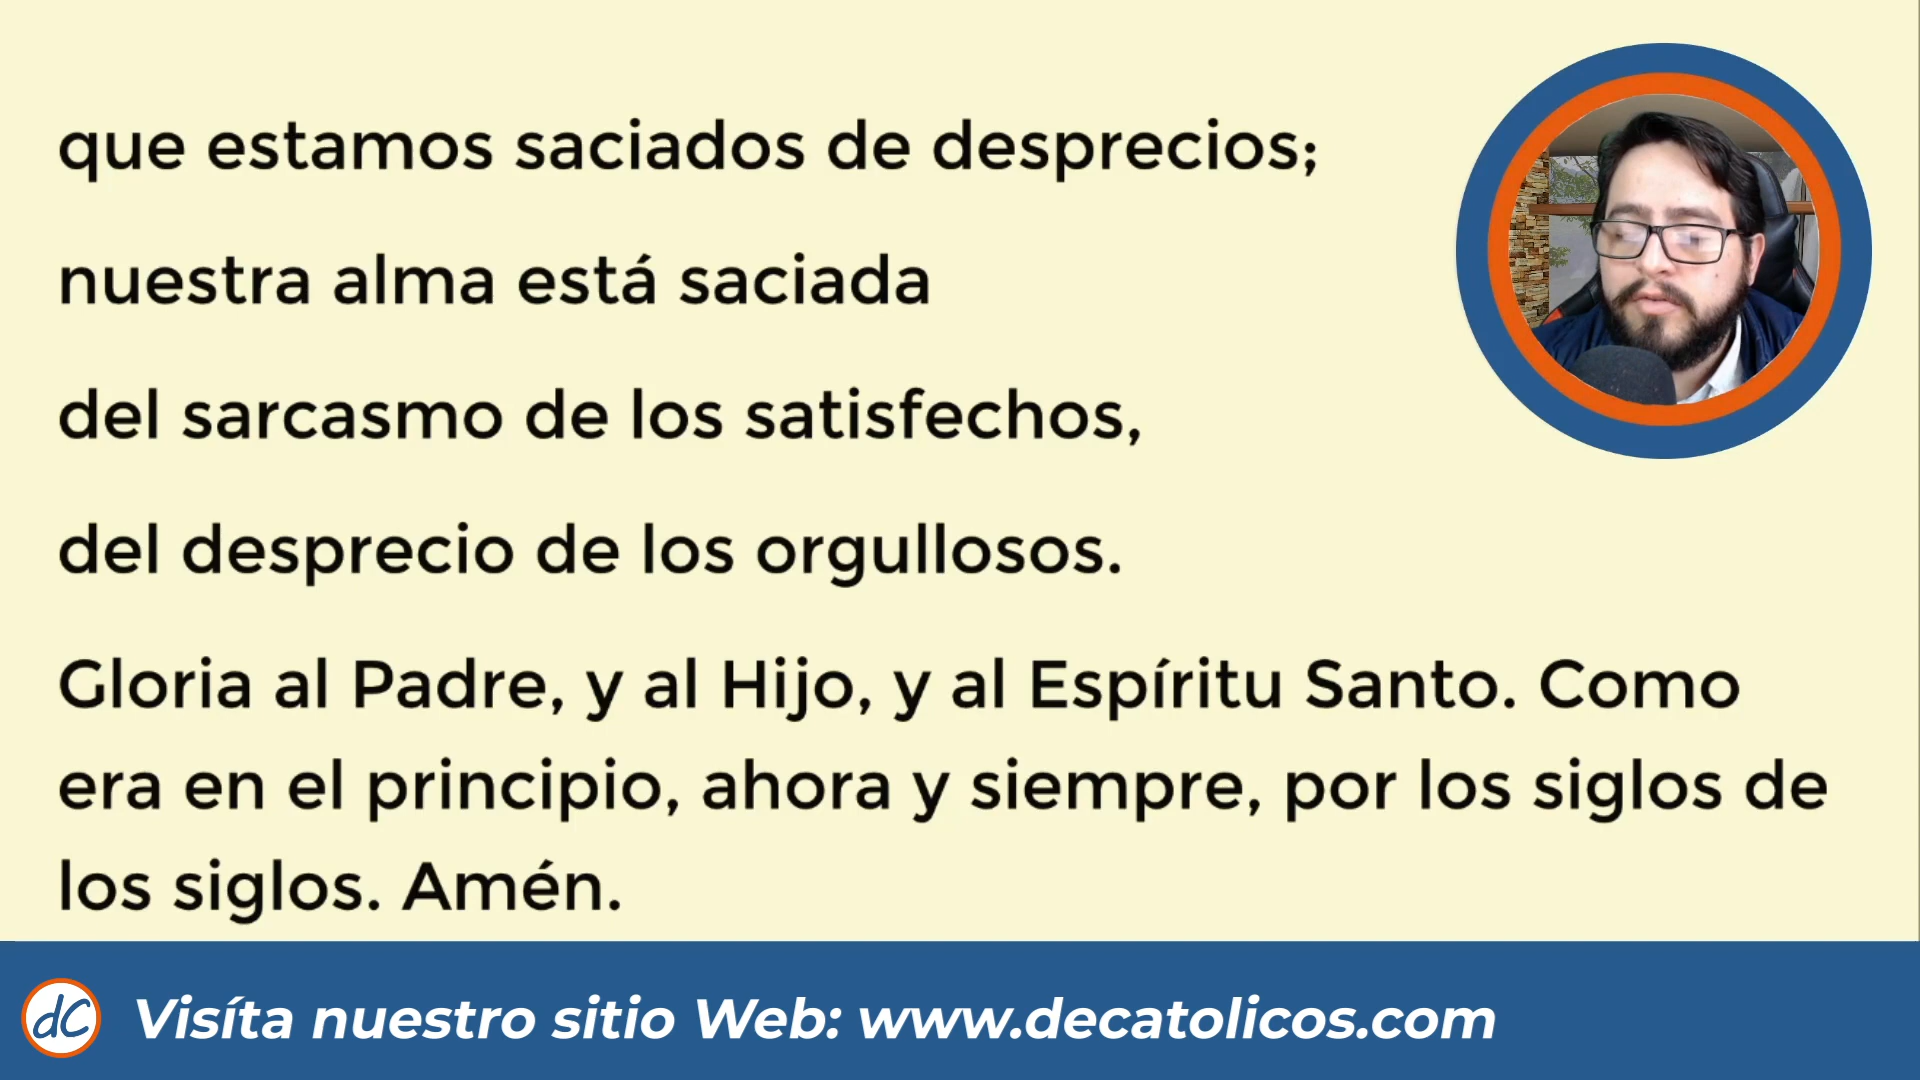 que estamos saciados de desprecios;
nuestra alma está saciada
del sarcasmo de los satisfechos,
del desprecio de los orgullosos.
Gloria al Padre, y al Hijo, y al Espíritu Santo. Como
era en el principio, ahora y siempre, por los siglos de
los siglos. Amén.
dC Visíta nuestro sitio Web: www.decatolicos.com